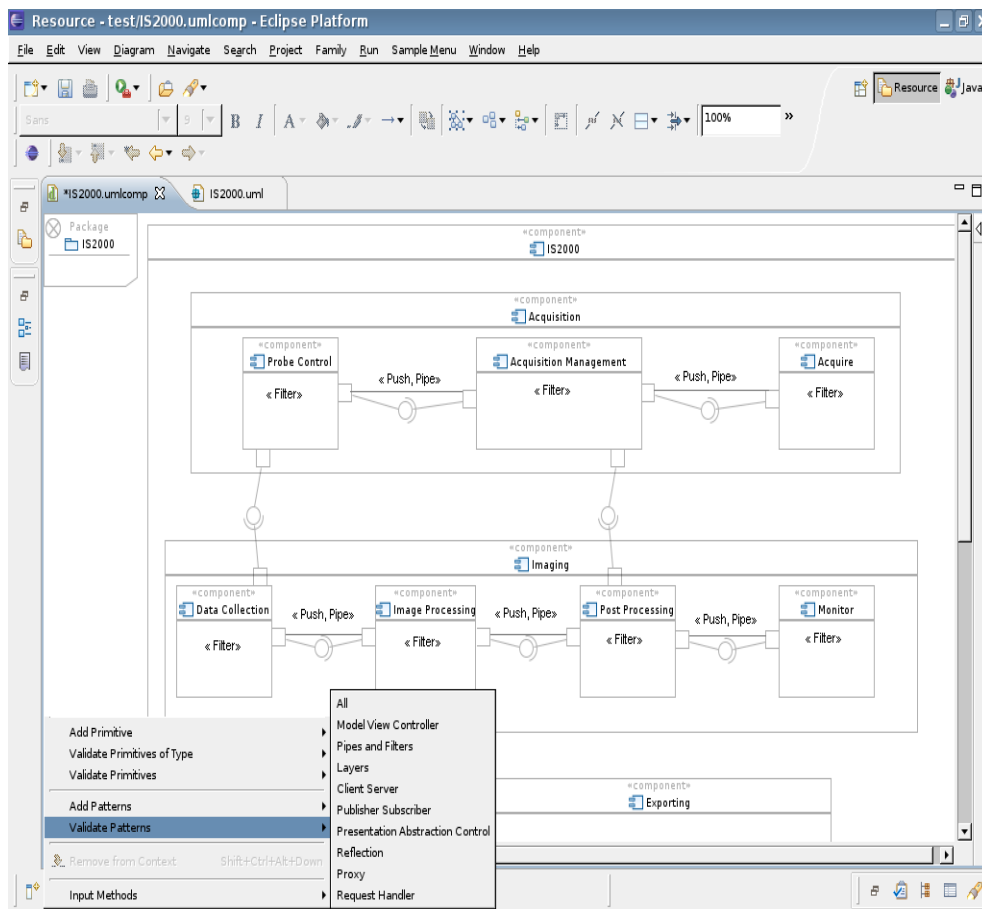 Resource - test/IS2000.umlcomp - Eclipse Platform
File Edit View Diagram Navigate Search Project Family Run Sample Menu Window Help
Resource Java
Sans 9 B I A 100% »
*IS2000.umlcomp IS2000.uml
Package
IS2000
«component»
IS2000
«component»
Acquisition
«component» «component» «component»
Probe Control Acquisition Management Acquire
« Push, Pipe» « Push, Pipe»
« Filter» « Filter» « Filter»
«component»
Imaging
«component» «component» «component» «component»
Data Collection Image Processing Post Processing Monitor
« Push, Pipe» « Push, Pipe» « Push, Pipe»
« Filter» « Filter» « Filter» « Filter»
«component»
Exporting
Add Primitive
Validate Primitives of Type
Validate Primitives
Add Patterns
Validate Patterns
Remove from Context Shift+Ctrl+Alt+Down
Input Methods
All
Model View Controller
Pipes and Filters
Layers
Client Server
Publisher Subscriber
Presentation Abstraction Control
Reflection
Proxy
Request Handler